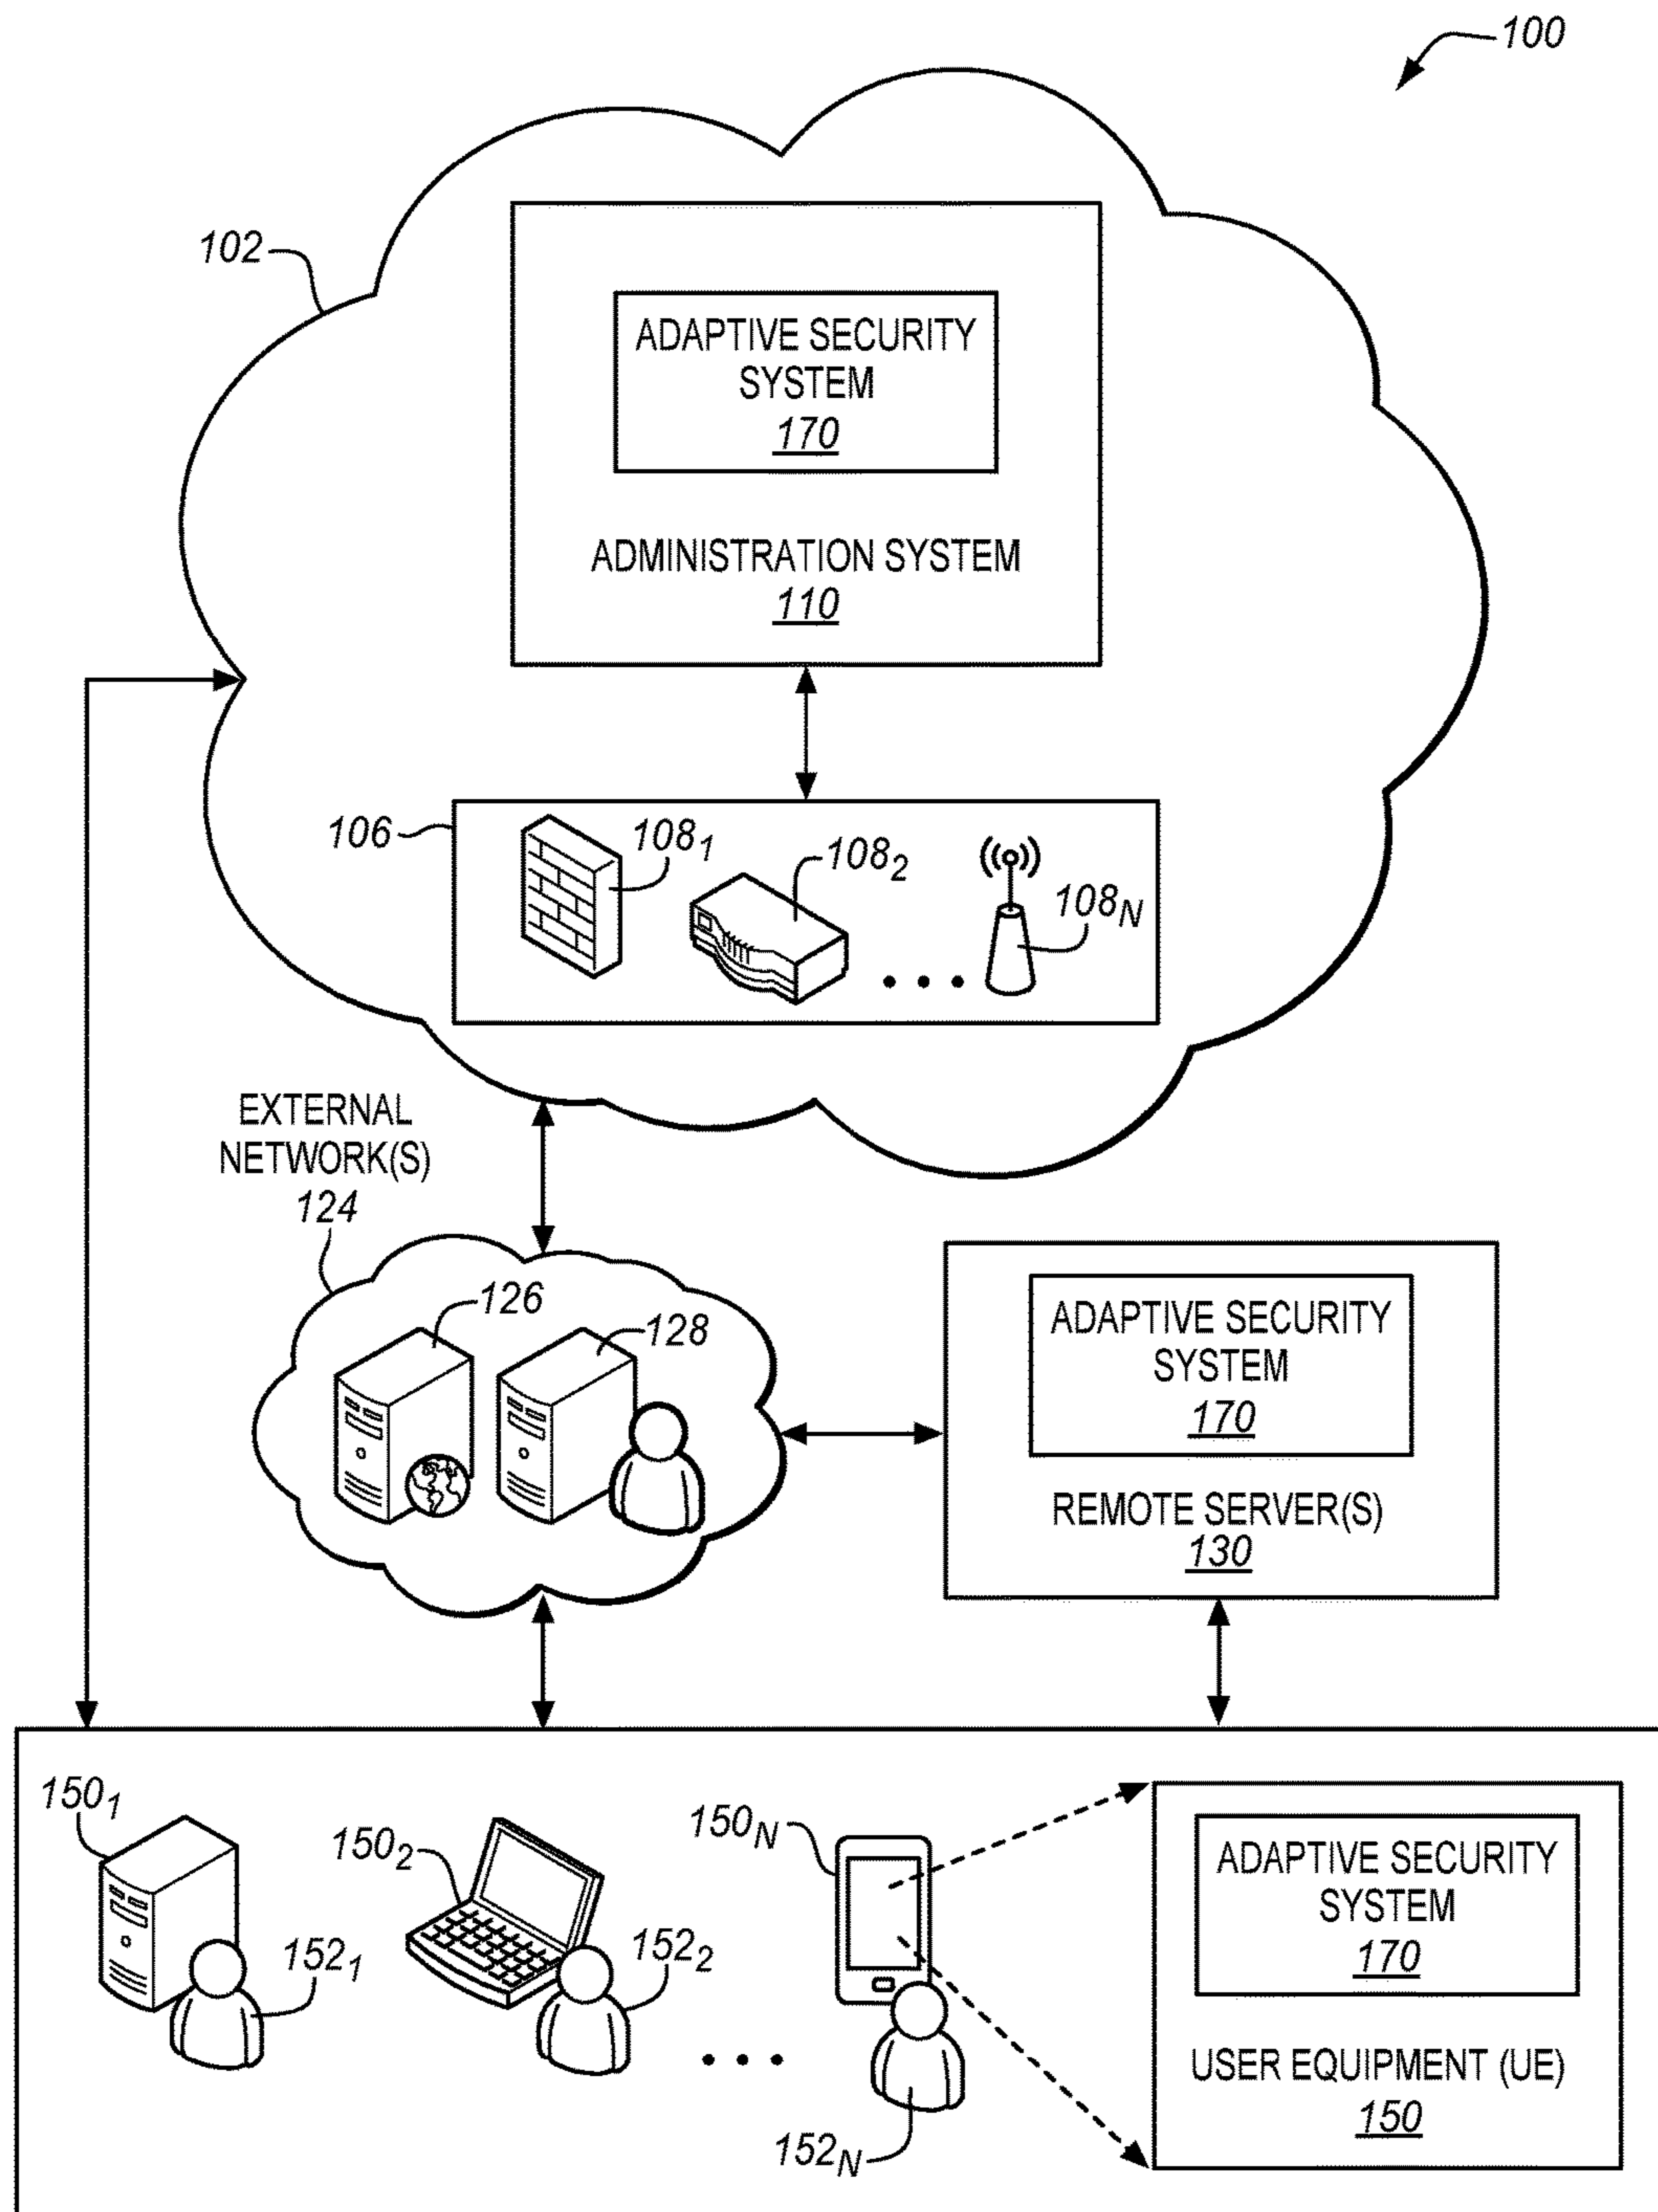 100
102
ADAPTIVE SECURITY
SYSTEM
170
ADMINISTRATION SYSTEM
110
106
108₁
108₂
108N
EXTERNAL
NETWORK(S)
124
126
128
ADAPTIVE SECURITY
SYSTEM
170
REMOTE SERVER(S)
130
150₁
150₂
150N
152₁
152₂
152N
ADAPTIVE SECURITY
SYSTEM
170
USER EQUIPMENT (UE)
150